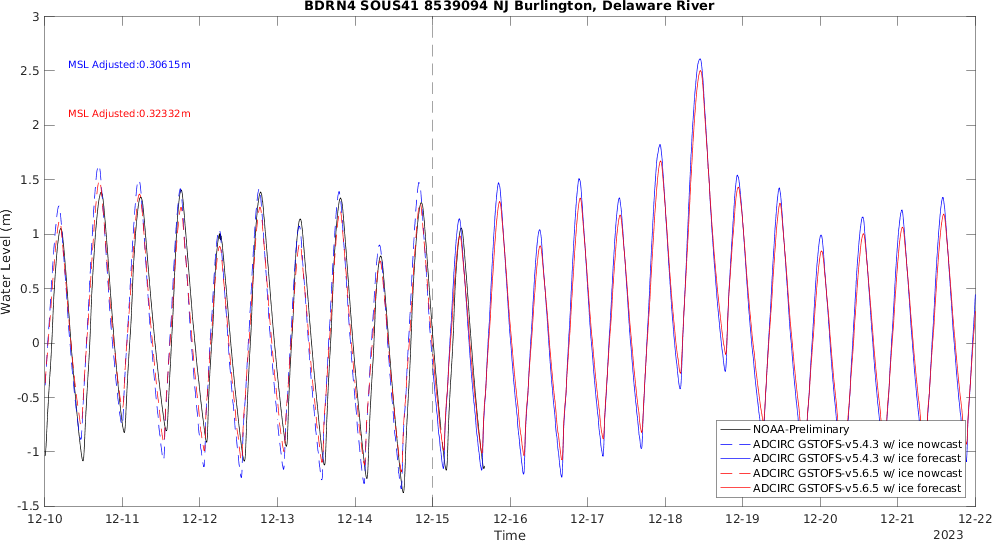 BDRN4 SOUS41 8539094 NJ Burlington, Delaware River
3
2.5
2
1.5
1
0.5
0
-0.5
-1
-1.5
Water Level (m)
MSL Adjusted:0.30615m
MSL Adjusted:0.32332m
NOAA-Preliminary
ADCIRC GSTOFS-v5.4.3 w/ ice nowcast
ADCIRC GSTOFS-v5.4.3 w/ ice forecast
ADCIRC GSTOFS-v5.6.5 w/ ice nowcast
ADCIRC GSTOFS-v5.6.5 w/ ice forecast
12-10 12-11 12-12 12-13 12-14 12-15 12-16 12-17 12-18 12-19 12-20 12-21 12-22
Time
2023